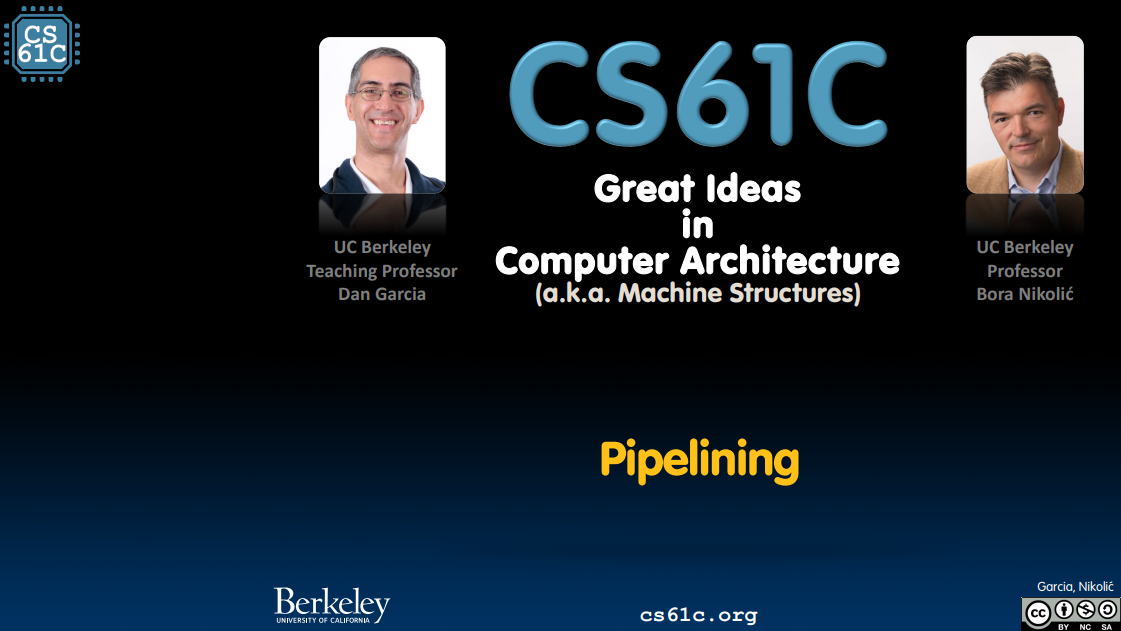 CS
61C
CS61C
Great Ideas
in
Computer Architecture
(a.k.a. Machine Structures)
UC Berkeley
Teaching Professor
Dan Garcia
UC Berkeley
Professor
Bora Nikolić
Pipelining
Berkeley
UNIVERSITY OF CALIFORNIA
cs61c.org
Garcia, Nikolić
cc
BY NC SA